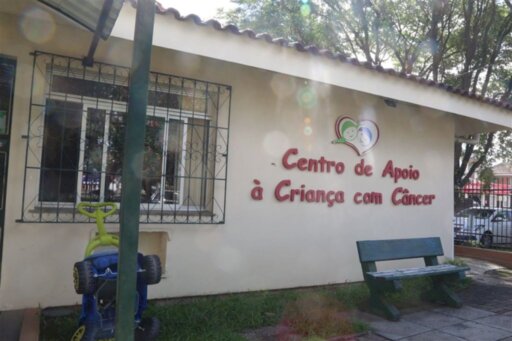 Centro de Apoio
à Criança com Câncer